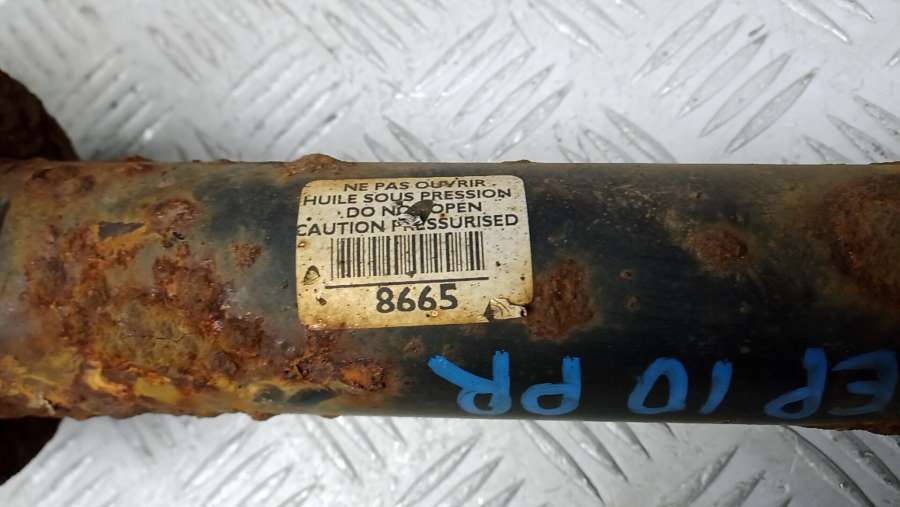 NE PAS OUVRIR
HUILE SOUS PRESSION
DO NOT OPEN
CAUTION PRESSURISED
8665
EP 10 PR